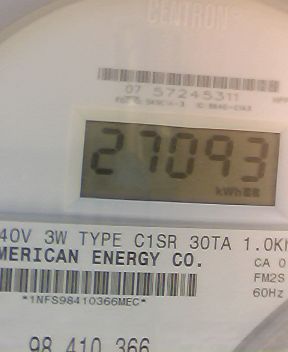 CENTRON
07 57245311
27093
kWh
40V 3W TYPE C1SR 30TA 1.0K
MERICAN ENERGY CO.
CA 0
FM2S
60Hz
*1NFS98410366MEC*
98 410 366